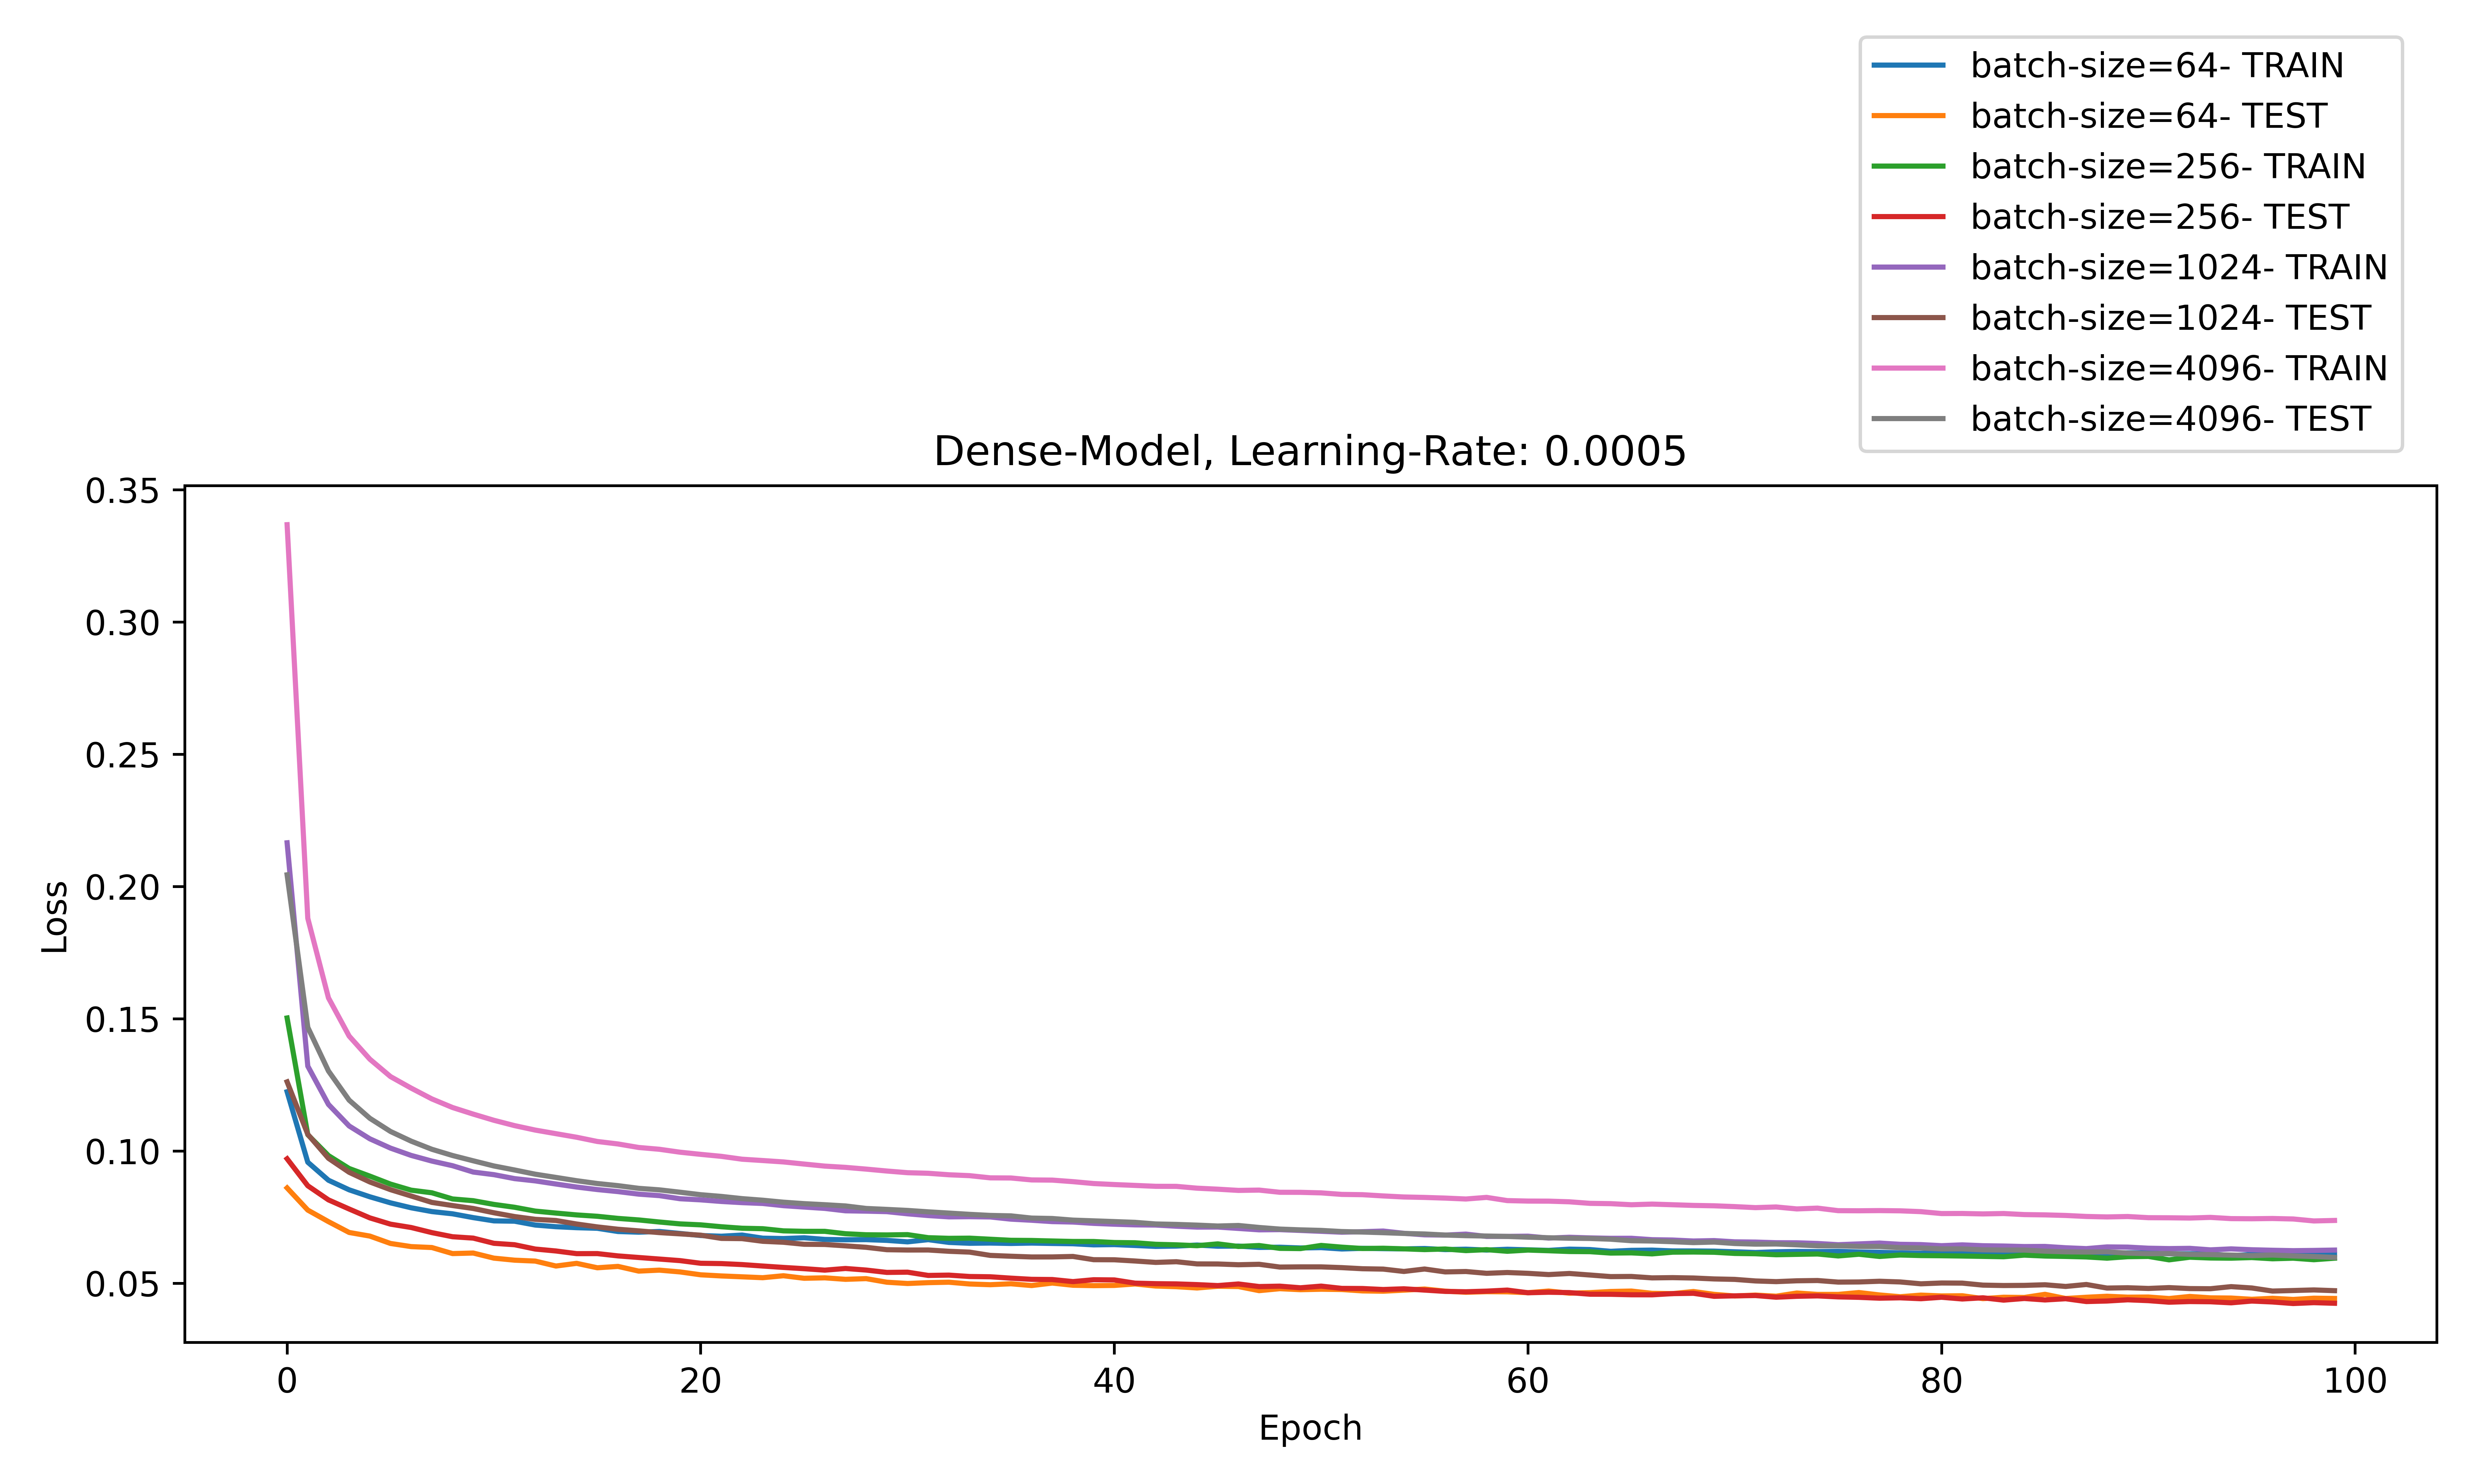 batch-size=64- TRAIN
batch-size=64- TEST
batch-size=256- TRAIN
batch-size=256- TEST
batch-size=1024- TRAIN
batch-size=1024- TEST
batch-size=4096- TRAIN
batch-size=4096- TEST
Dense-Model, Learning-Rate: 0.0005
0.35
0.30
0.25
0.20
0.15
0.10
0.05
Loss
0 20 40 60 80 100
Epoch